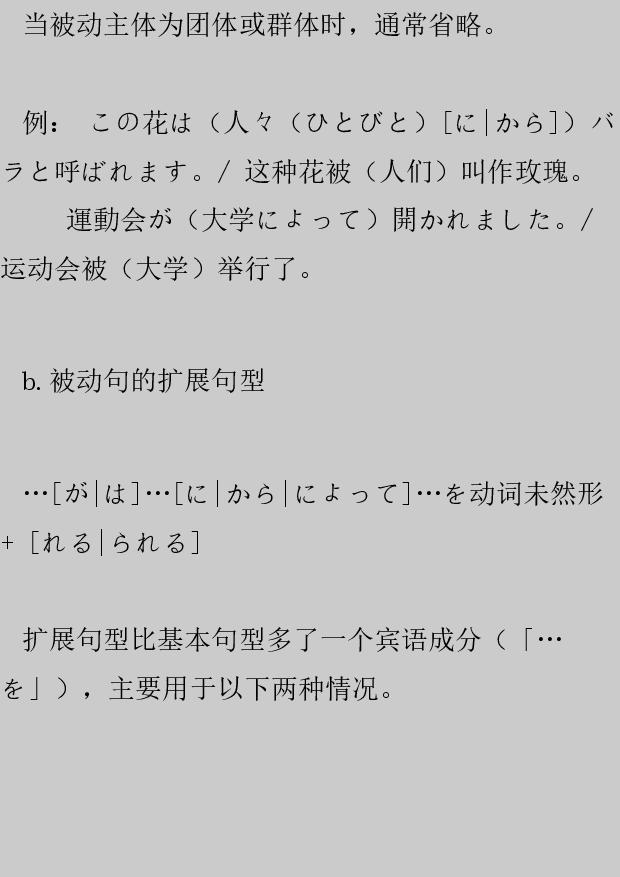 当被动主体为团体或群体时，通常省略。
例： この花は（人々（ひとびと）[に|から]）バ
ラと呼ばれます。/ 这种花被（人们）叫作玫瑰。
運動会が（大学によって）開かれました。/
运动会被（大学）举行了。
b. 被动句的扩展句型
…[が|は]…[に|から|によって]…を动词未然形
+ [れる|られる]
扩展句型比基本句型多了一个宾语成分（「…
を」），主要用于以下两种情况。